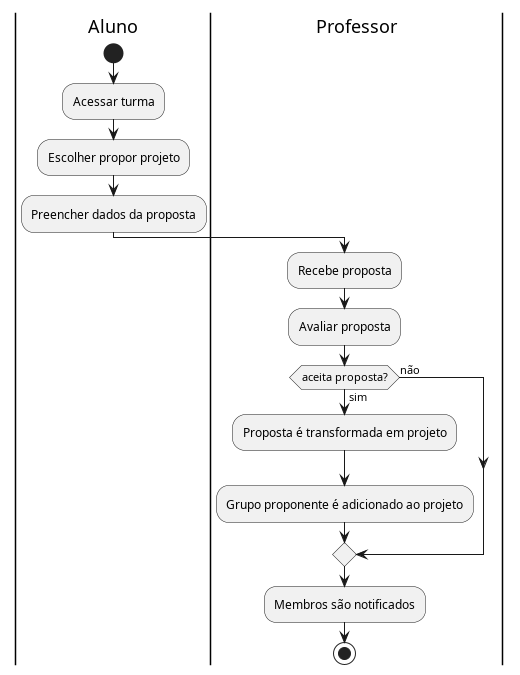 Aluno
Professor
Acessar turma
Escolher propor projeto
Preencher dados da proposta
Recebe proposta
Avaliar proposta
aceita proposta?
não
sim
Proposta é transformada em projeto
Grupo proponente é adicionado ao projeto
Membros são notificados